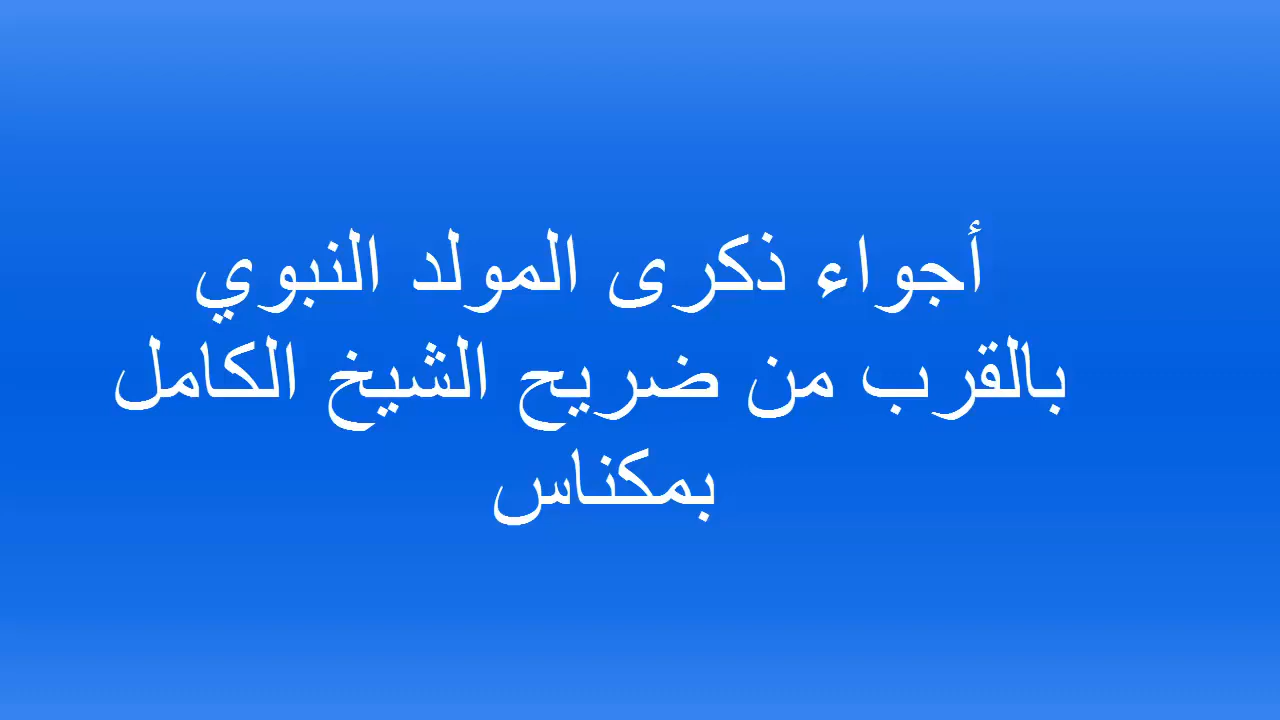 أجواء ذكرى المولد النبوي
بالقرب من ضريح الشيخ الكامل
بمكناس